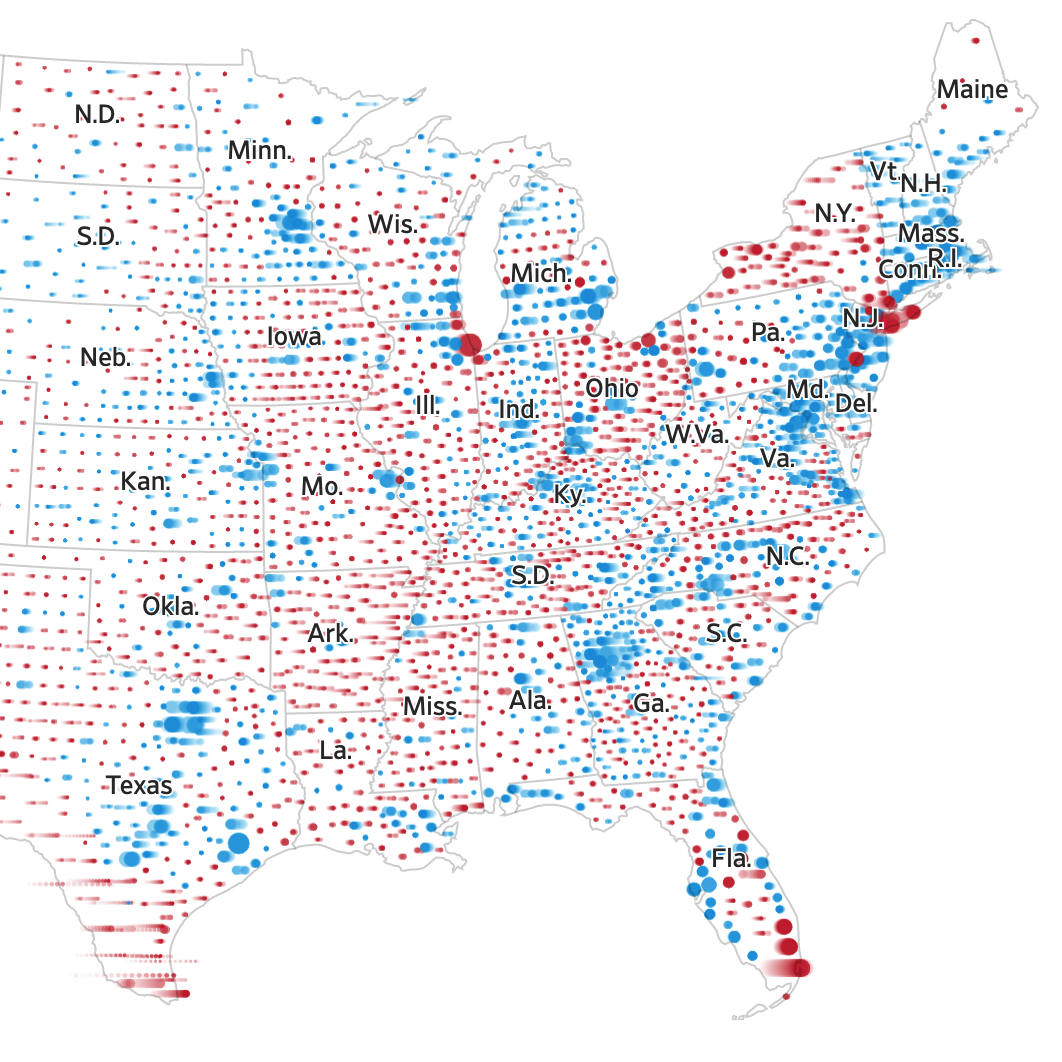 Maine
N.D.
Minn.
Vt.
N.H.
N.Y.
Wis.
S.D.
Mass.
R.I.
Conn.
Mich.
N.J.
Pa.
Iowa
Neb.
Ohio
Md.
Del.
Ill.
Ind.
W.Va.
Va.
Kan.
Mo.
Ky.
N.C.
S.D.
Okla.
Ark.
S.C.
Miss.
Ala.
Ga.
La.
Texas
Fla.